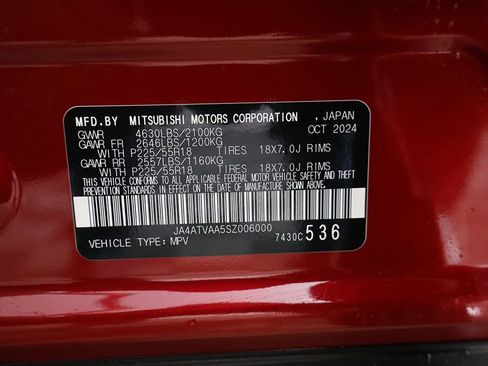 MFD.BY MITSUBISHI MOTORS CORPORATION , JAPAN
GVWR 4630LBS/2100KG OCT 2024
GAWR FR 2646LBS/1200KG
WITH P225/55R18 TIRES 18X7.0J RIMS
GAWR RR 2557LBS/1160KG
WITH P225/55R18 TIRES 18X7.0J RIMS
THIS VEHICLE CONFORMS TO ALL APPLICABLE FEDERAL MOTOR VEHICLE SAFETY AND THEFT
PREVENTION STANDARDS IN EFFECT ON THE DATE OF MANUFACTURE SHOWN ABOVE.
JA4ATVAA5SZ006000
VEHICLE TYPE: MPV 7430C 536